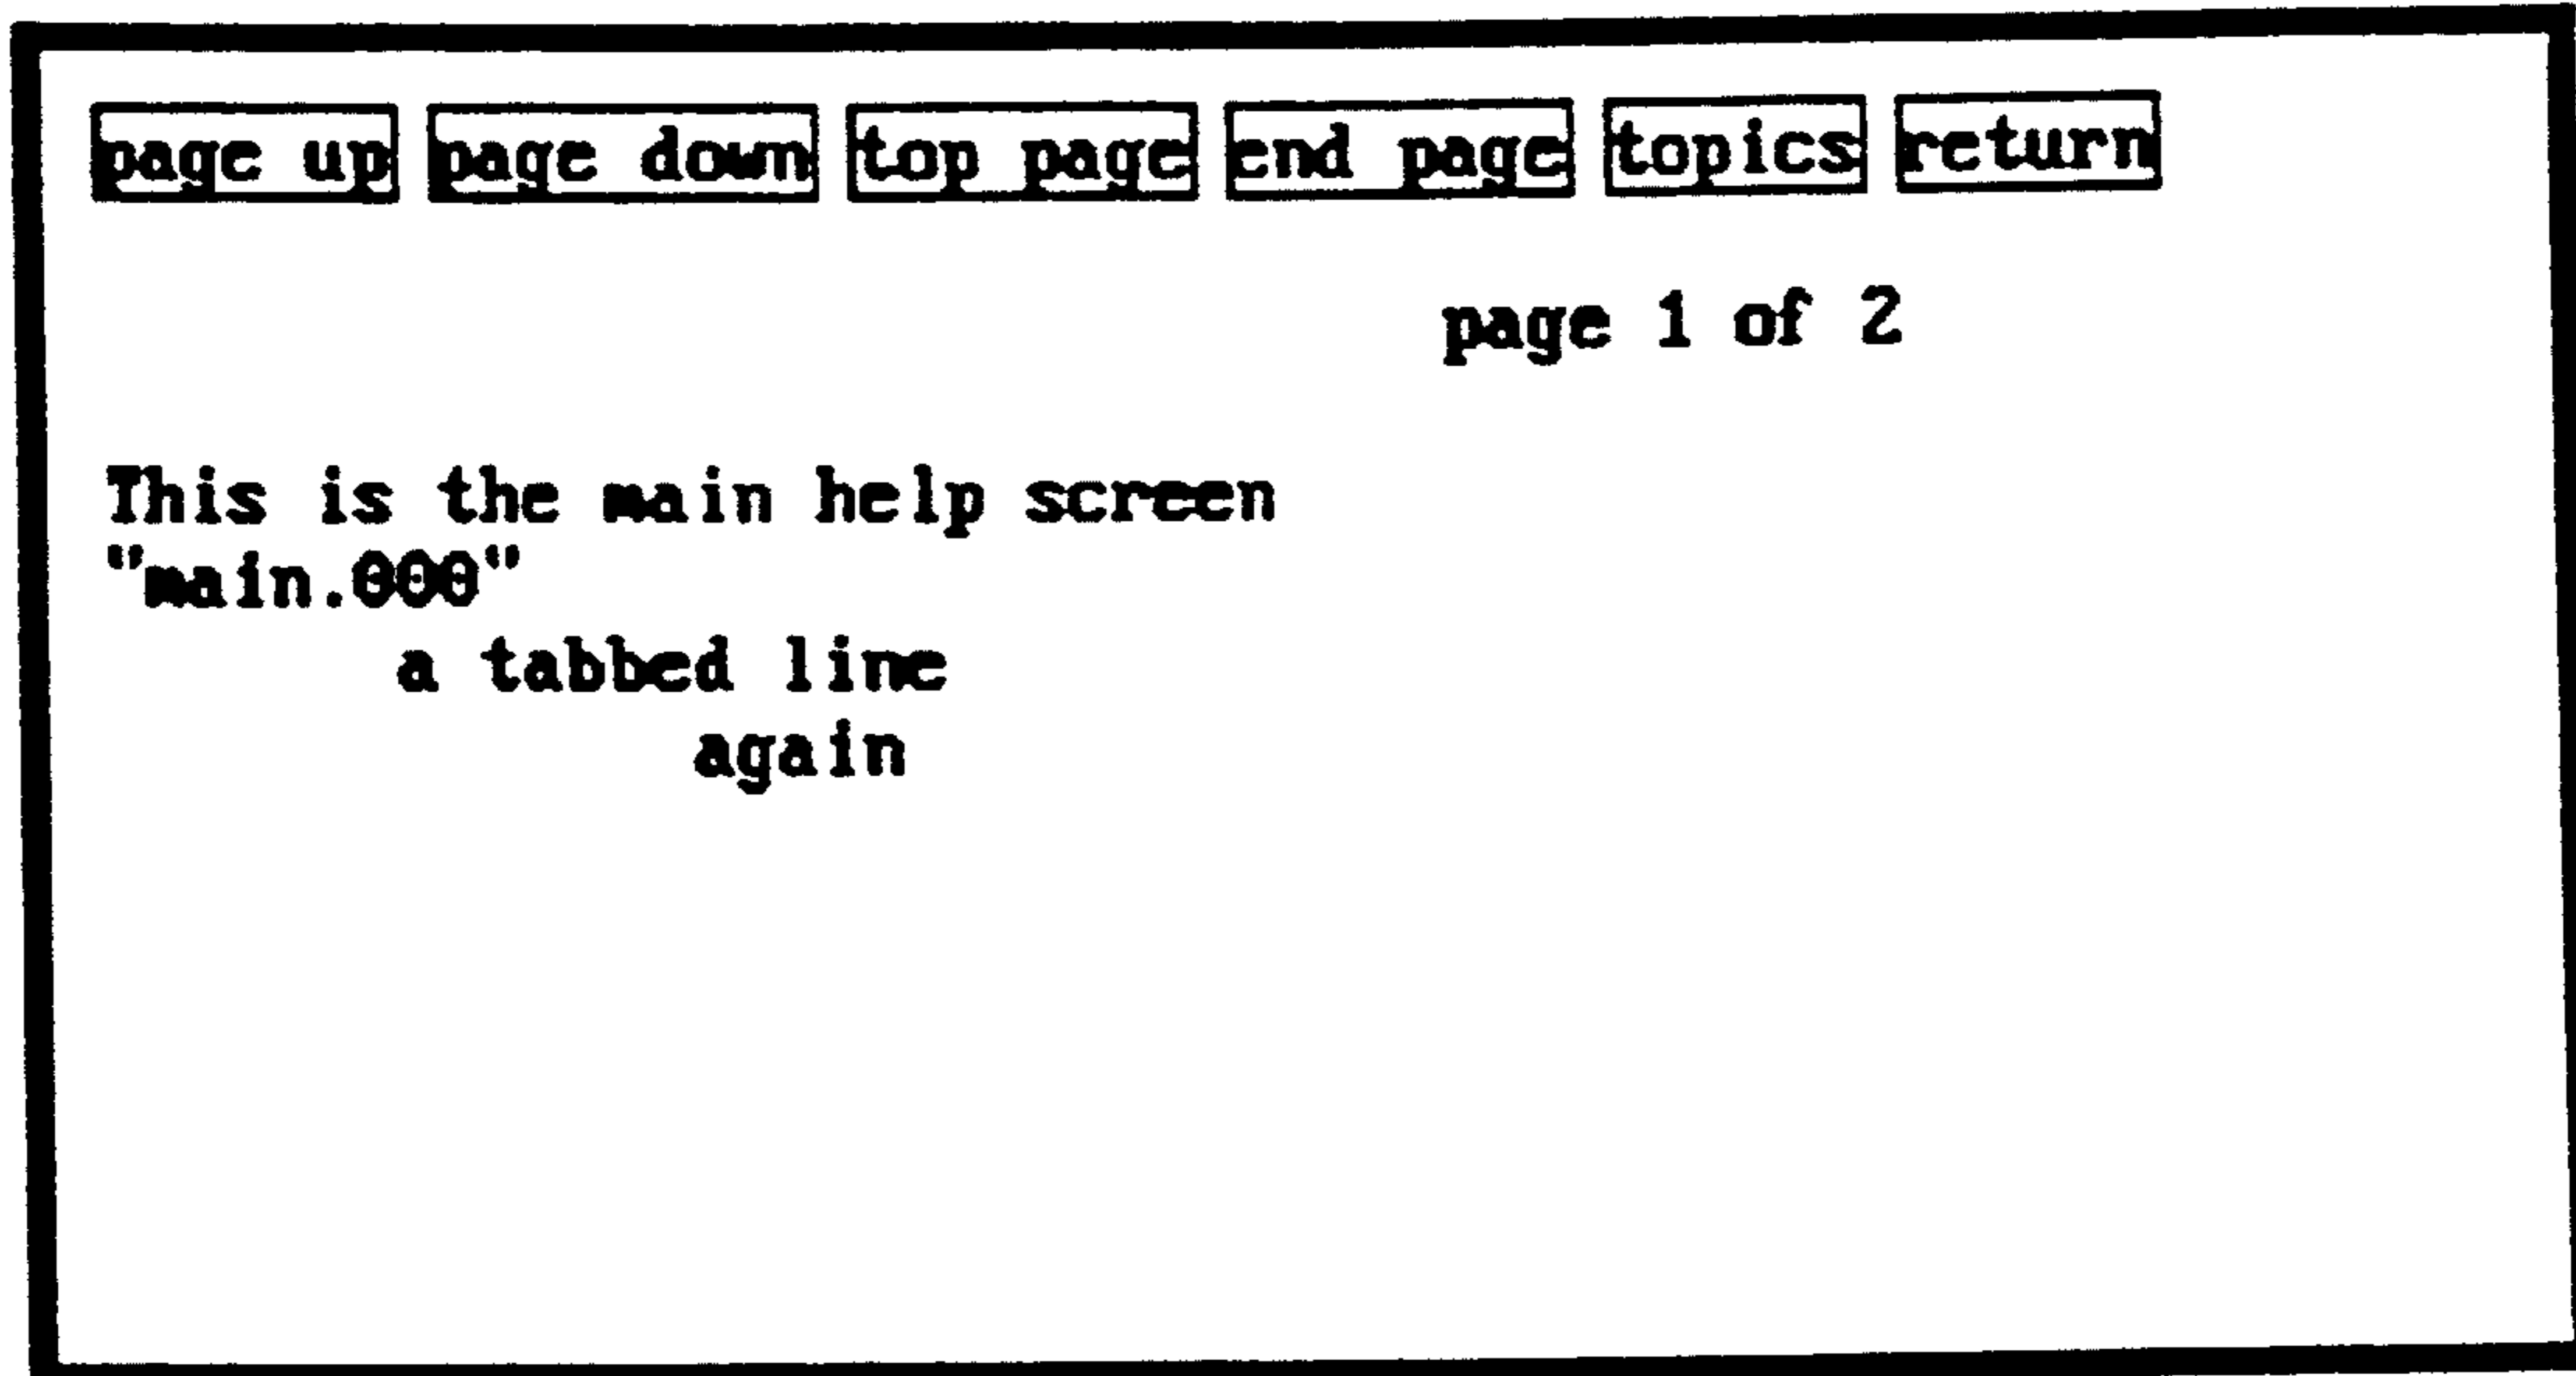 page up page down top page end page topics return
page 1 of 2
This is the main help screen
"main.000"
a tabbed line
again